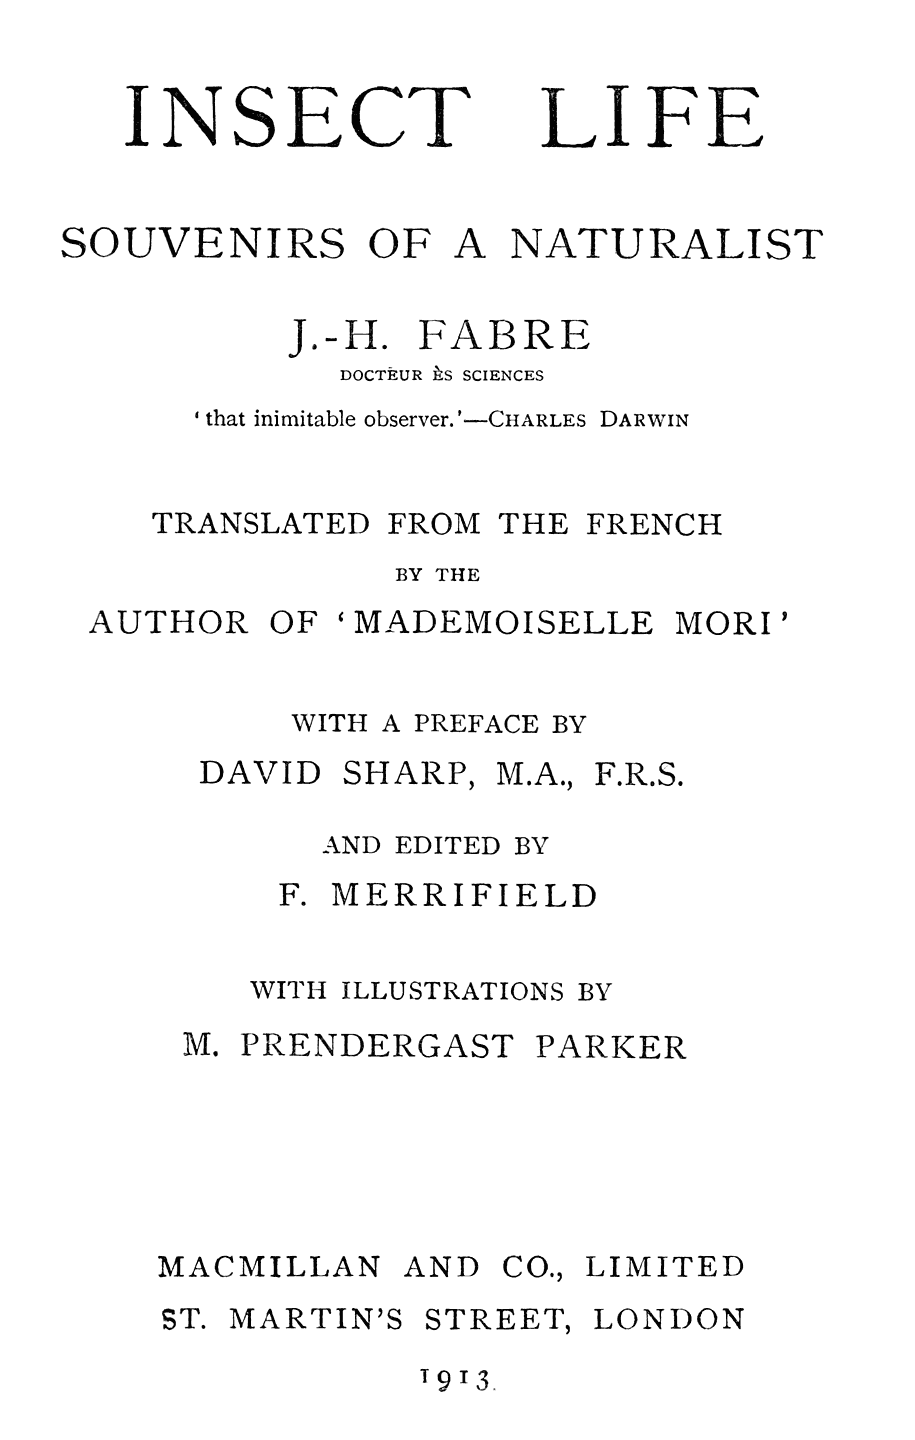 INSECT LIFE
SOUVENIRS OF A NATURALIST
J.-H. FABRE
DOCTEUR ÈS SCIENCES
‘that inimitable observer.’—CHARLES DARWIN
TRANSLATED FROM THE FRENCH
BY THE
AUTHOR OF ‘MADEMOISELLE MORI’
WITH A PREFACE BY
DAVID SHARP, M.A., F.R.S.
AND EDITED BY
F. MERRIFIELD
WITH ILLUSTRATIONS BY
M. PRENDERGAST PARKER
MACMILLAN AND CO., LIMITED
ST. MARTIN’S STREET, LONDON
1913